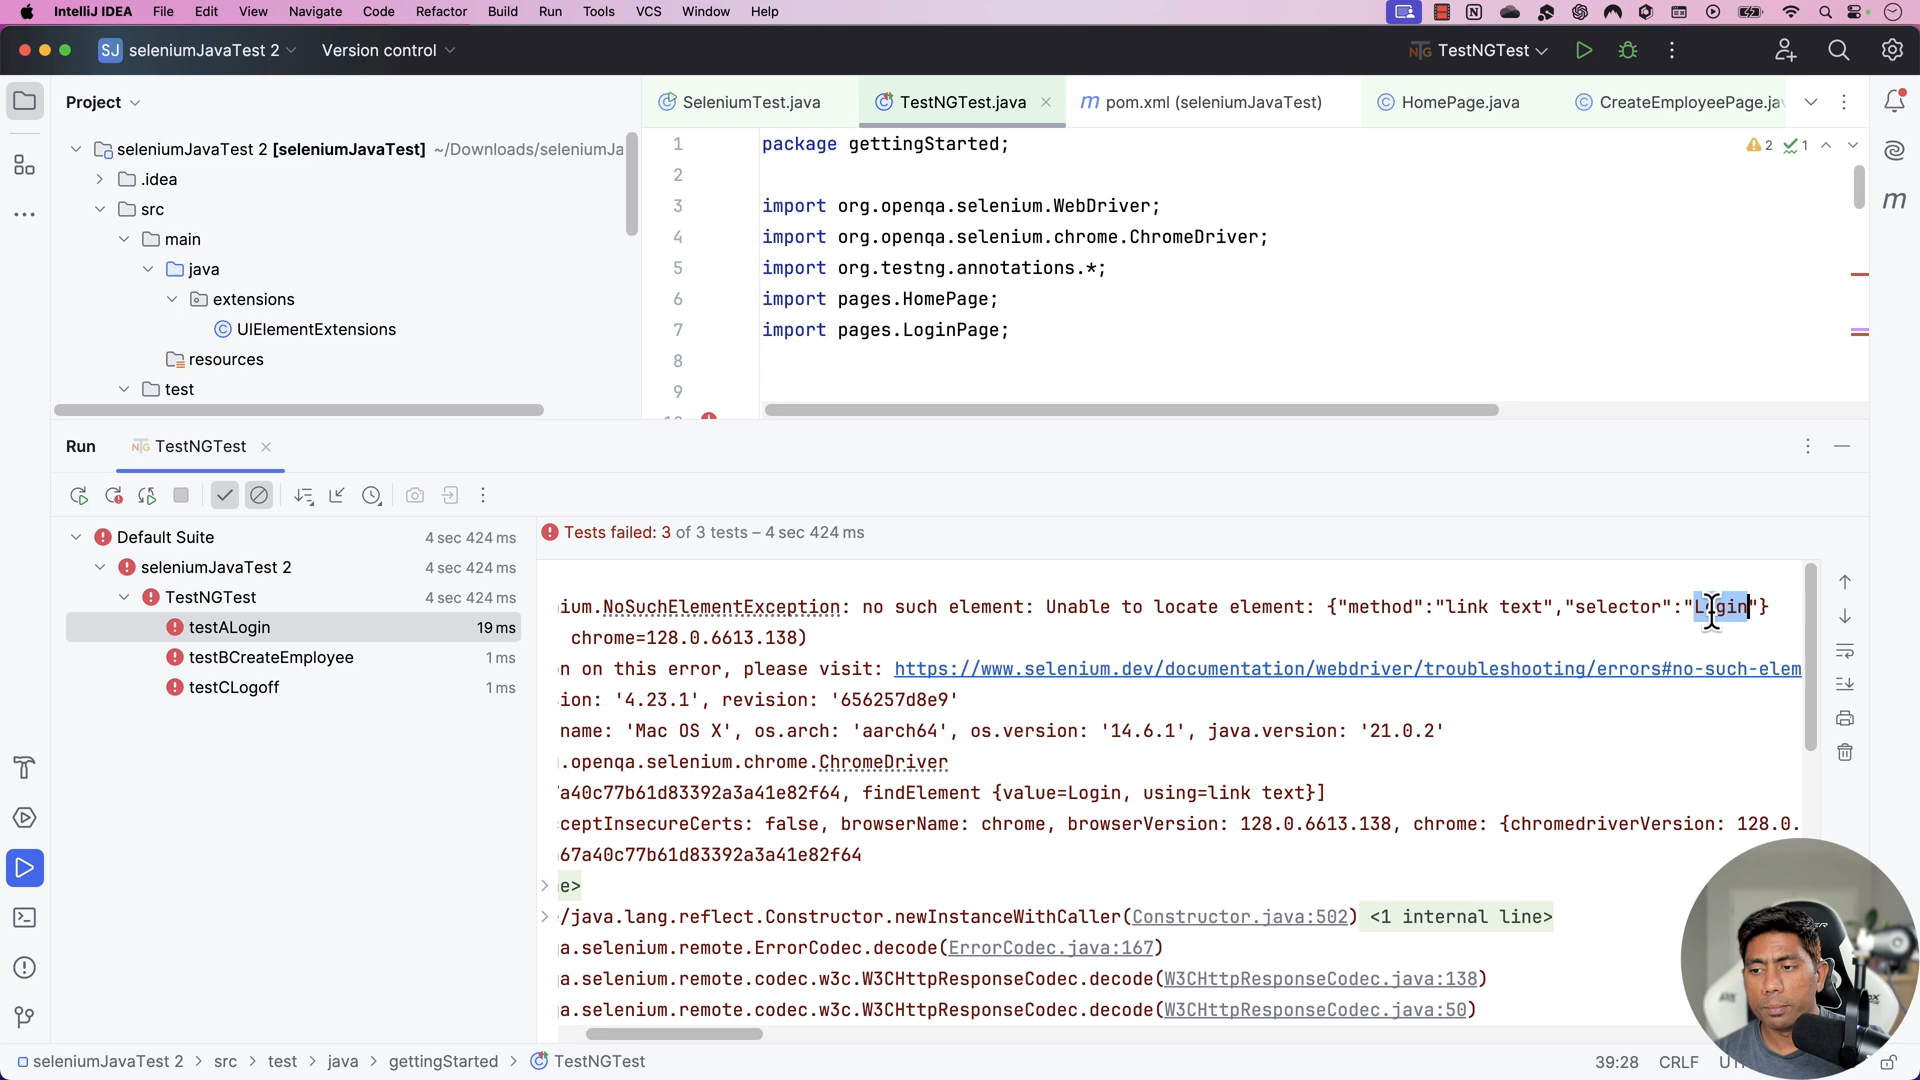 IntelliJ IDEA File Edit View Navigate Code Refactor Build Run Tools VCS Window Help
SJ seleniumJavaTest 2 Version control TestNGTest
Project
SeleniumTest.java TestNGTest.java pom.xml (seleniumJavaTest) HomePage.java CreateEmployeePage.ja
seleniumJavaTest 2 [seleniumJavaTest] ~/Downloads/seleniumJa
.idea
src
main
java
extensions
UIElementExtensions
resources
test
1 package gettingStarted;
2
3 import org.openqa.selenium.WebDriver;
4 import org.openqa.selenium.chrome.ChromeDriver;
5 import org.testng.annotations.*;
6 import pages.HomePage;
7 import pages.LoginPage;
8
9
2 1
Run TestNGTest
Default Suite 4 sec 424 ms
seleniumJavaTest 2 4 sec 424 ms
TestNGTest 4 sec 424 ms
testALogin 19 ms
testBCreateEmployee 1 ms
testCLogoff 1 ms
Tests failed: 3 of 3 tests – 4 sec 424 ms
ium.NoSuchElementException: no such element: Unable to locate element: {"method":"link text","selector":"Login"}
chrome=128.0.6613.138)
n on this error, please visit: https://www.selenium.dev/documentation/webdriver/troubleshooting/errors#no-such-elem
ion: '4.23.1', revision: '656257d8e9'
name: 'Mac OS X', os.arch: 'aarch64', os.version: '14.6.1', java.version: '21.0.2'
.openqa.selenium.chrome.ChromeDriver
7a40c77b61d83392a3a41e82f64, findElement {value=Login, using=link text}]
ceptInsecureCerts: false, browserName: chrome, browserVersion: 128.0.6613.138, chrome: {chromedriverVersion: 128.0.
67a40c77b61d83392a3a41e82f64
e>
/java.lang.reflect.Constructor.newInstanceWithCaller(Constructor.java:502) <1 internal line>
a.selenium.remote.ErrorCodec.decode(ErrorCodec.java:167)
a.selenium.remote.codec.w3c.W3CHttpResponseCodec.decode(W3CHttpResponseCodec.java:138)
a.selenium.remote.codec.w3c.W3CHttpResponseCodec.decode(W3CHttpResponseCodec.java:50)
seleniumJavaTest 2 > src > test > java > gettingStarted > TestNGTest 39:28 CRLF